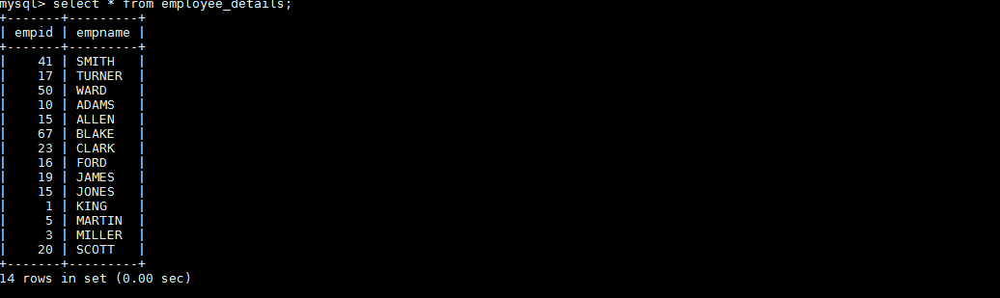 mysql> select * from employee_details;
+-------+---------+
| empid | empname |
+-------+---------+
|    41 | SMITH   |
|    17 | TURNER  |
|    50 | WARD    |
|    10 | ADAMS   |
|    15 | ALLEN   |
|    67 | BLAKE   |
|    23 | CLARK   |
|    16 | FORD    |
|    19 | JAMES   |
|    15 | JONES   |
|     1 | KING    |
|     5 | MARTIN  |
|     3 | MILLER  |
|    20 | SCOTT   |
+-------+---------+
14 rows in set (0.00 sec)